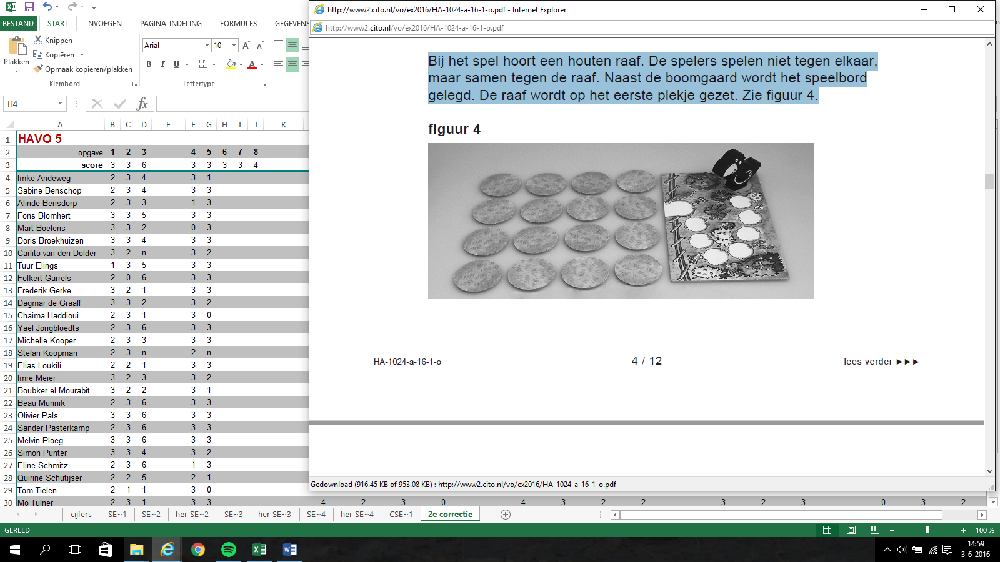 BESTAND START INVOEGEN PAGINA-INDELING FORMULES GEGEVENS
Plakken
Knippen
Kopiëren
Opmaak kopiëren/plakken
Klembord
Arial 10
B I U
Lettertype
H4
fx
A B C D E F G H I J K
1 HAVO 5
2 opgave 1 2 3 4 5 6 7 8
3 score 3 3 6 3 3 3 3 4
4 Imke Andeweg 2 3 4 3 1
5 Sabine Benschop 2 3 4 3 3
6 Alinde Bensdorp 2 3 3 1 3
7 Fons Blomhert 3 3 5 3 3
8 Mart Boelens 3 3 2 0 3
9 Doris Broekhuizen 3 3 4 3 3
10 Carlito van den Dolder 3 2 n 3 2
11 Tuur Elings 1 3 5 3 3
12 Folkert Garrels 2 0 6 3 3
13 Frederik Gerke 3 2 1 3 3
14 Dagmar de Graaff 3 3 2 3 2
15 Chaima Haddioui 2 3 1 3 0
16 Yael Jongbloedts 2 3 6 3 3
17 Michelle Kooper 2 3 3 3 3
18 Stefan Koopman 2 3 n 2 n
19 Elias Loukili 2 2 1 3 3
20 Imre Meier 3 2 3 3 2
21 Boubker el Mourabit 3 2 2 3 1
22 Beau Munnik 2 3 6 3 3
23 Olivier Pals 3 3 6 3 3
24 Sander Pasterkamp 2 3 6 3 3
25 Melvin Ploeg 3 3 6 3 3
26 Simon Punter 3 3 4 3 2
27 Eline Schmitz 2 3 6 1 3
28 Quirine Schutijser 2 2 5 2 1
29 Tom Tielen 2 1 1 3 0
30 Mo Tulner 2 3 1 3 3 4 2 3 0 4 3 2 2 3 2 3 0 3 2
cijfers SE~1 SE~2 her SE~2 SE~3 her SE~3 SE~4 her SE~4 CSE~1 2e correctie
GEREED 100 %
http://www2.cito.nl/vo/ex2016/HA-1024-a-16-1-o.pdf - Internet Explorer
http://www2.cito.nl/vo/ex2016/HA-1024-a-16-1-o.pdf
Bij het spel hoort een houten raaf. De spelers spelen niet tegen elkaar,
maar samen tegen de raaf. Naast de boomgaard wordt het speelbord
gelegd. De raaf wordt op het eerste plekje gezet. Zie figuur 4.
figuur 4
HA-1024-a-16-1-o 4 / 12 lees verder ►►►
Gedownload (916.45 KB of 953.08 KB) : http://www2.cito.nl/vo/ex2016/HA-1024-a-16-1-o.pdf
14:59
3-6-2016